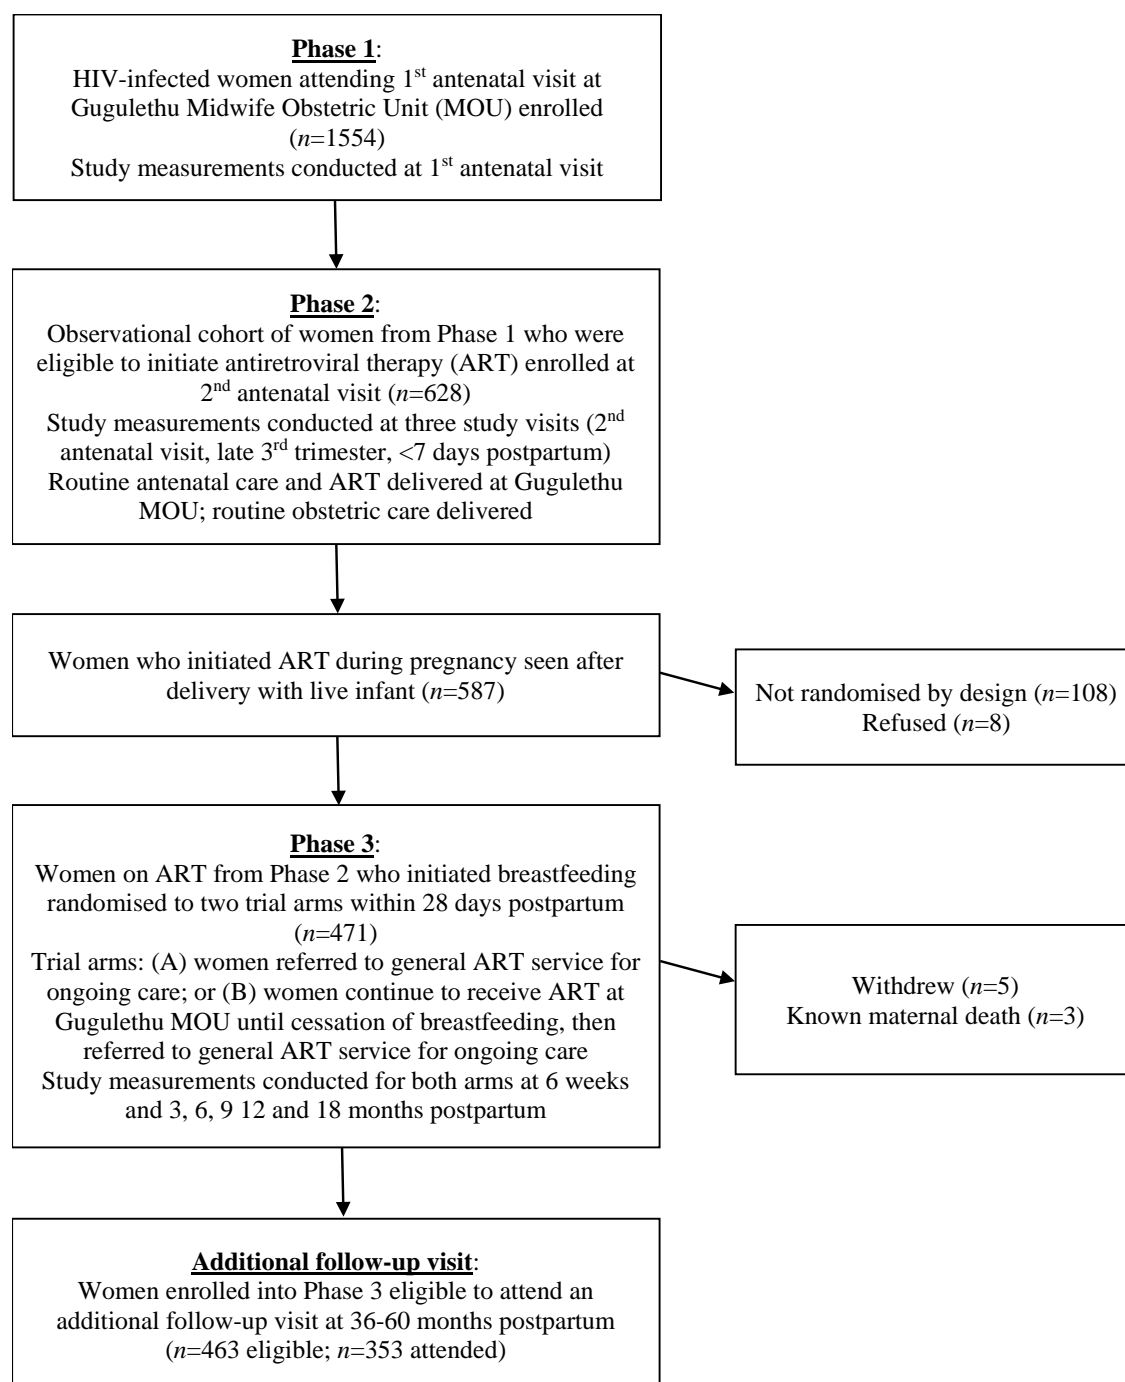 Phase 1:
HIV-infected women attending 1st antenatal visit at
Gugulethu Midwife Obstetric Unit (MOU) enrolled
(n=1554)
Study measurements conducted at 1st antenatal visit
Phase 2:
Observational cohort of women from Phase 1 who were
eligible to initiate antiretroviral therapy (ART) enrolled at
2nd antenatal visit (n=628)
Study measurements conducted at three study visits (2nd
antenatal visit, late 3rd trimester, <7 days postpartum)
Routine antenatal care and ART delivered at Gugulethu
MOU; routine obstetric care delivered
Women who initiated ART during pregnancy seen after
delivery with live infant (n=587)
Not randomised by design (n=108)
Refused (n=8)
Phase 3:
Women on ART from Phase 2 who initiated breastfeeding
randomised to two trial arms within 28 days postpartum
(n=471)
Trial arms: (A) women referred to general ART service for
ongoing care; or (B) women continue to receive ART at
Gugulethu MOU until cessation of breastfeeding, then
referred to general ART service for ongoing care
Study measurements conducted for both arms at 6 weeks
and 3, 6, 9 12 and 18 months postpartum
Withdrew (n=5)
Known maternal death (n=3)
Additional follow-up visit:
Women enrolled into Phase 3 eligible to attend an
additional follow-up visit at 36-60 months postpartum
(n=463 eligible; n=353 attended)